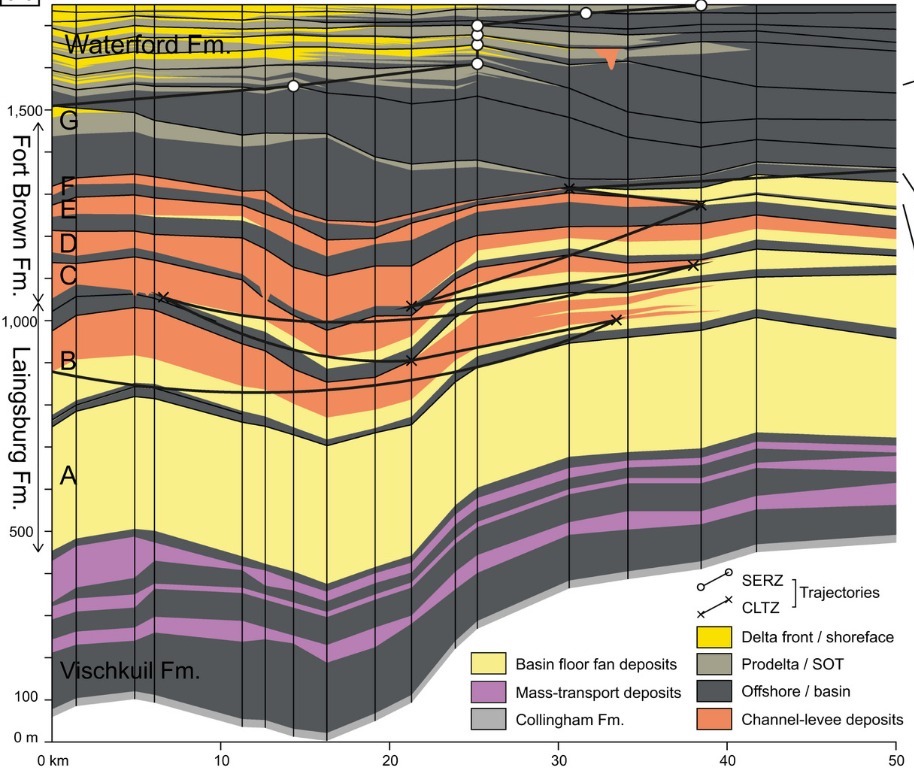 Waterford Fm.
1,500
G
F
E
D
C
1,000
B
A
500
100
0 m
Fort Brown Fm.
Laingsburg Fm.
Vischkuil Fm.
SERZ
CLTZ
Trajectories
Delta front / shoreface
Basin floor fan deposits
Prodelta / SOT
Mass-transport deposits
Offshore / basin
Collingham Fm.
Channel-levee deposits
0 km
10
20
30
40
50